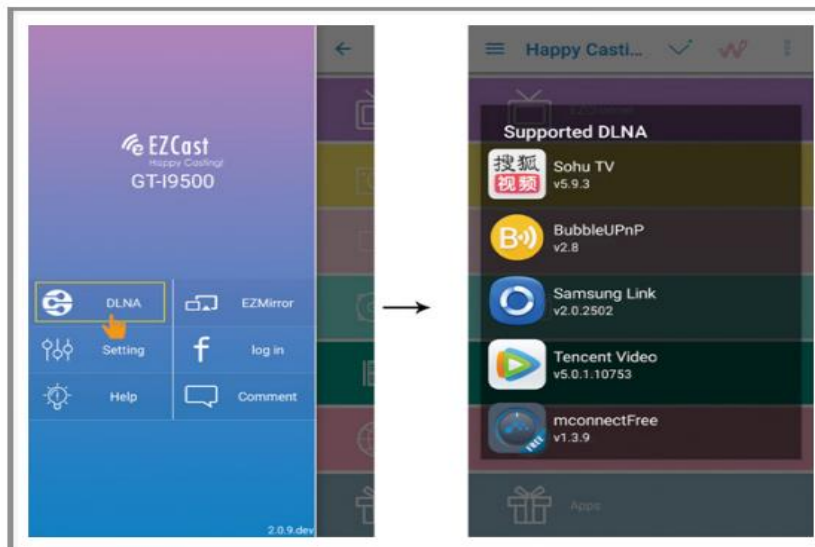 EZCast
Happy Casting!
GT-I9500
DLNA
EZMirror
Setting
log in
Help
Comment
2.0.9.dev
Happy Casti...
EZChannel
Supported DLNA
搜狐
视频
Sohu TV
v5.9.3
BubbleUPnP
v2.8
Samsung Link
v2.0.2502
Tencent Video
v5.0.1.10753
mconnectFree
v1.3.9
FREE
Apps